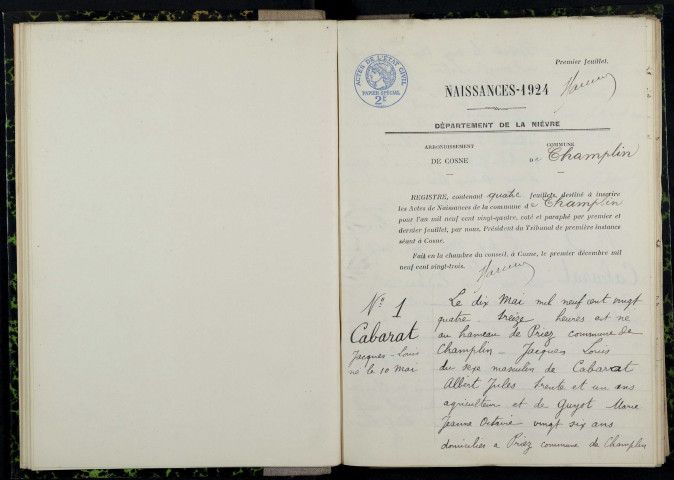 Premier feuillet.
ACTES DE L'ÉTAT CIVIL
PAPIER SPÉCIAL
2E
NAISSANCES-1924
DÉPARTEMENT DE LA NIÈVRE
ARRONDISSEMENT
DE COSNE
COMMUNE
De Champlin
REGISTRE, contenant quatre feuillets, destiné à inscrire
les Actes de Naissances de la commune de Champlin
pour l'an mil neuf cent vingt-quatre, coté et paraphé par premier et
dernier feuillet, par nous, Président du Tribunal de première instance
séant à Cosne.
Fait en la chambre du conseil, à Cosne, le premier décembre mil
neuf cent vingt-trois.
No 1
Cabarat
Jacques-Louis
né le 10 Mai
Le dix Mai mil neuf cent vingt
quatre treize heures est né
au hameau de Priez commune de
Champlin - Jacques Louis
du sexe masculin de Cabarat
Albert Jules trente et un ans
agriculteur et de Guyot Marie
Jeanne Octavie vingt six ans
domiciliés a Priez commune de Champlin